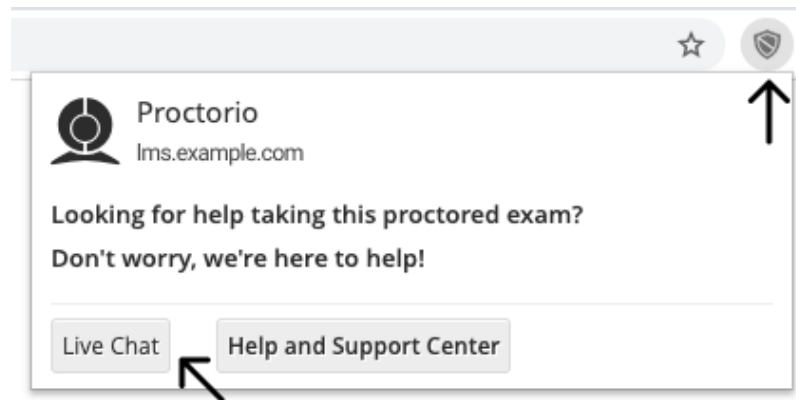 Proctorio
lms.example.com
Looking for help taking this proctored exam?
Don't worry, we're here to help!
Live Chat
Help and Support Center